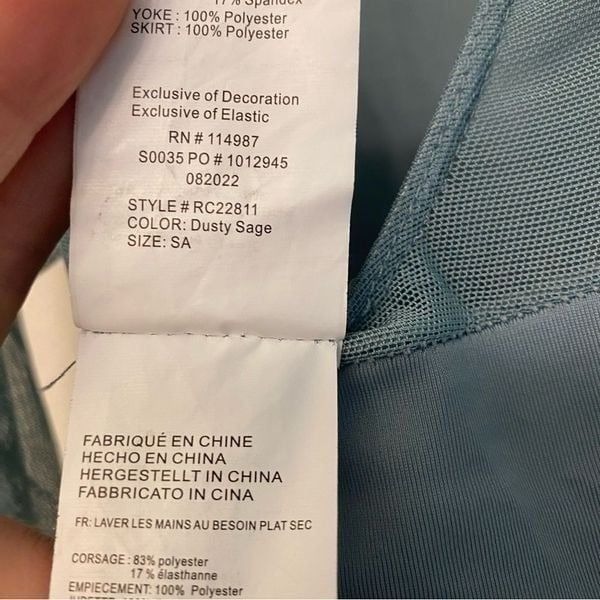 17% Spandex
YOKE : 100% Polyester
SKIRT : 100% Polyester
Exclusive of Decoration
Exclusive of Elastic
RN # 114987
S0035 PO # 1012945
082022
STYLE# RC22811
COLOR: Dusty Sage
SIZE: SA
FABRIQUÉ EN CHINE
HECHO EN CHINA
HERGESTELLT IN CHINA
FABBRICATO IN CINA
FR: LAVER LES MAINS AU BESOIN PLAT SEC
CORSAGE : 83% polyester
17 % élasthanne
EMPIECEMENT: 100% Polyester